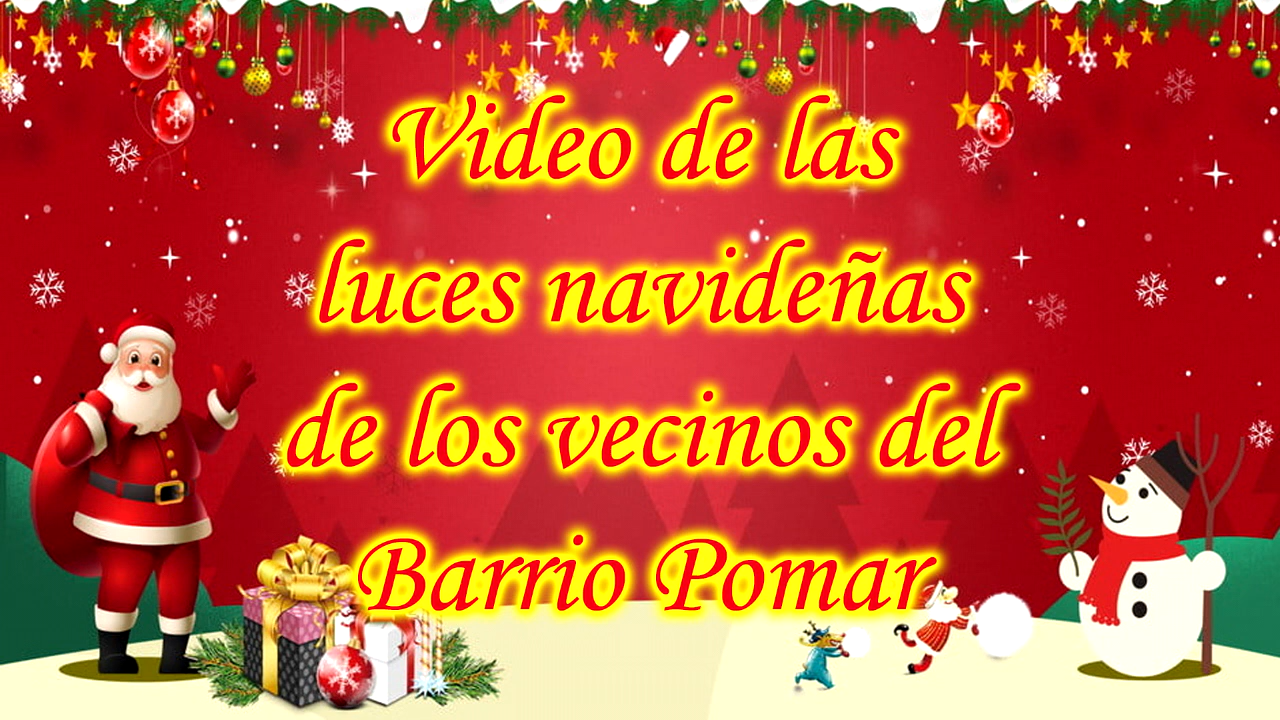 Video de las
luces navideñas
de los vecinos del
Barrio Pomar